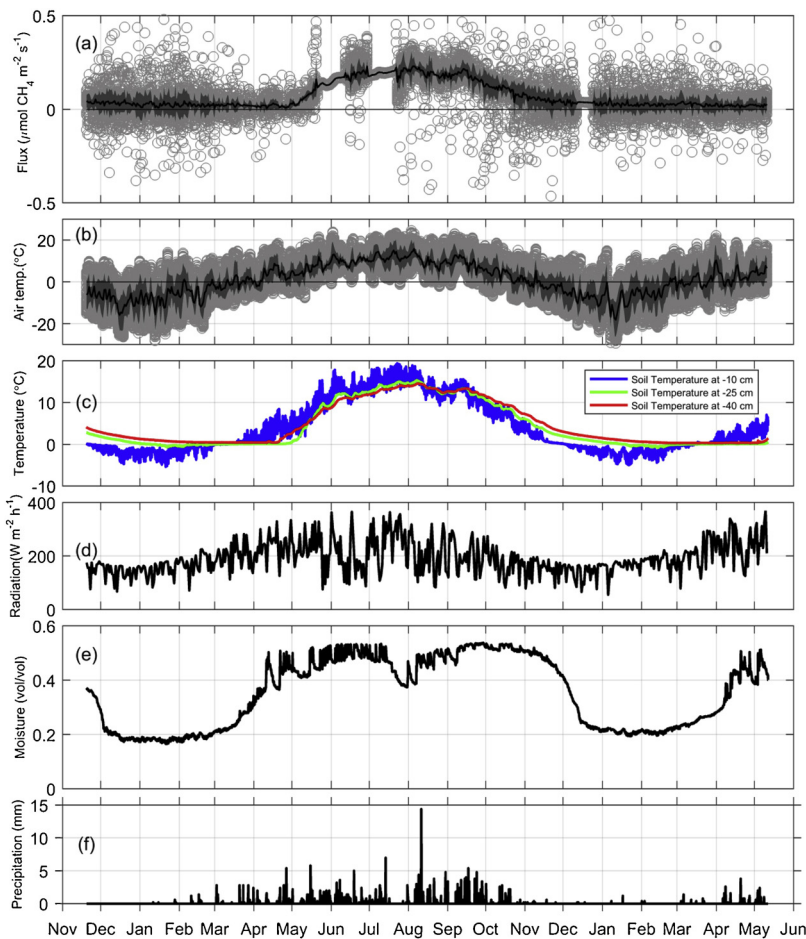 (a)
Flux (μmol CH4 m-2 s-1)
0.5
0
-0.5
(b)
Air temp.(°C)
20
0
-20
(c)
Temperature (°C)
20
10
0
-10
Soil Temperature at -10 cm
Soil Temperature at -25 cm
Soil Temperature at -40 cm
(d)
Radiation(W m-2 h-1)
400
200
0
(e)
Moisture (vol/vol)
0.6
0.4
0.2
0
(f)
Precipitation (mm)
15
10
5
0
Nov Dec Jan Feb Mar Apr May Jun Jul Aug Sep Oct Nov Dec Jan Feb Mar Apr May Jun